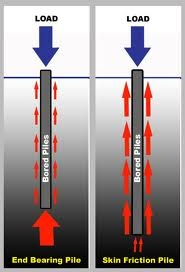 LOAD
Bored Piles
End Bearing Pile
LOAD
Bored Piles
Skin Friction Pile